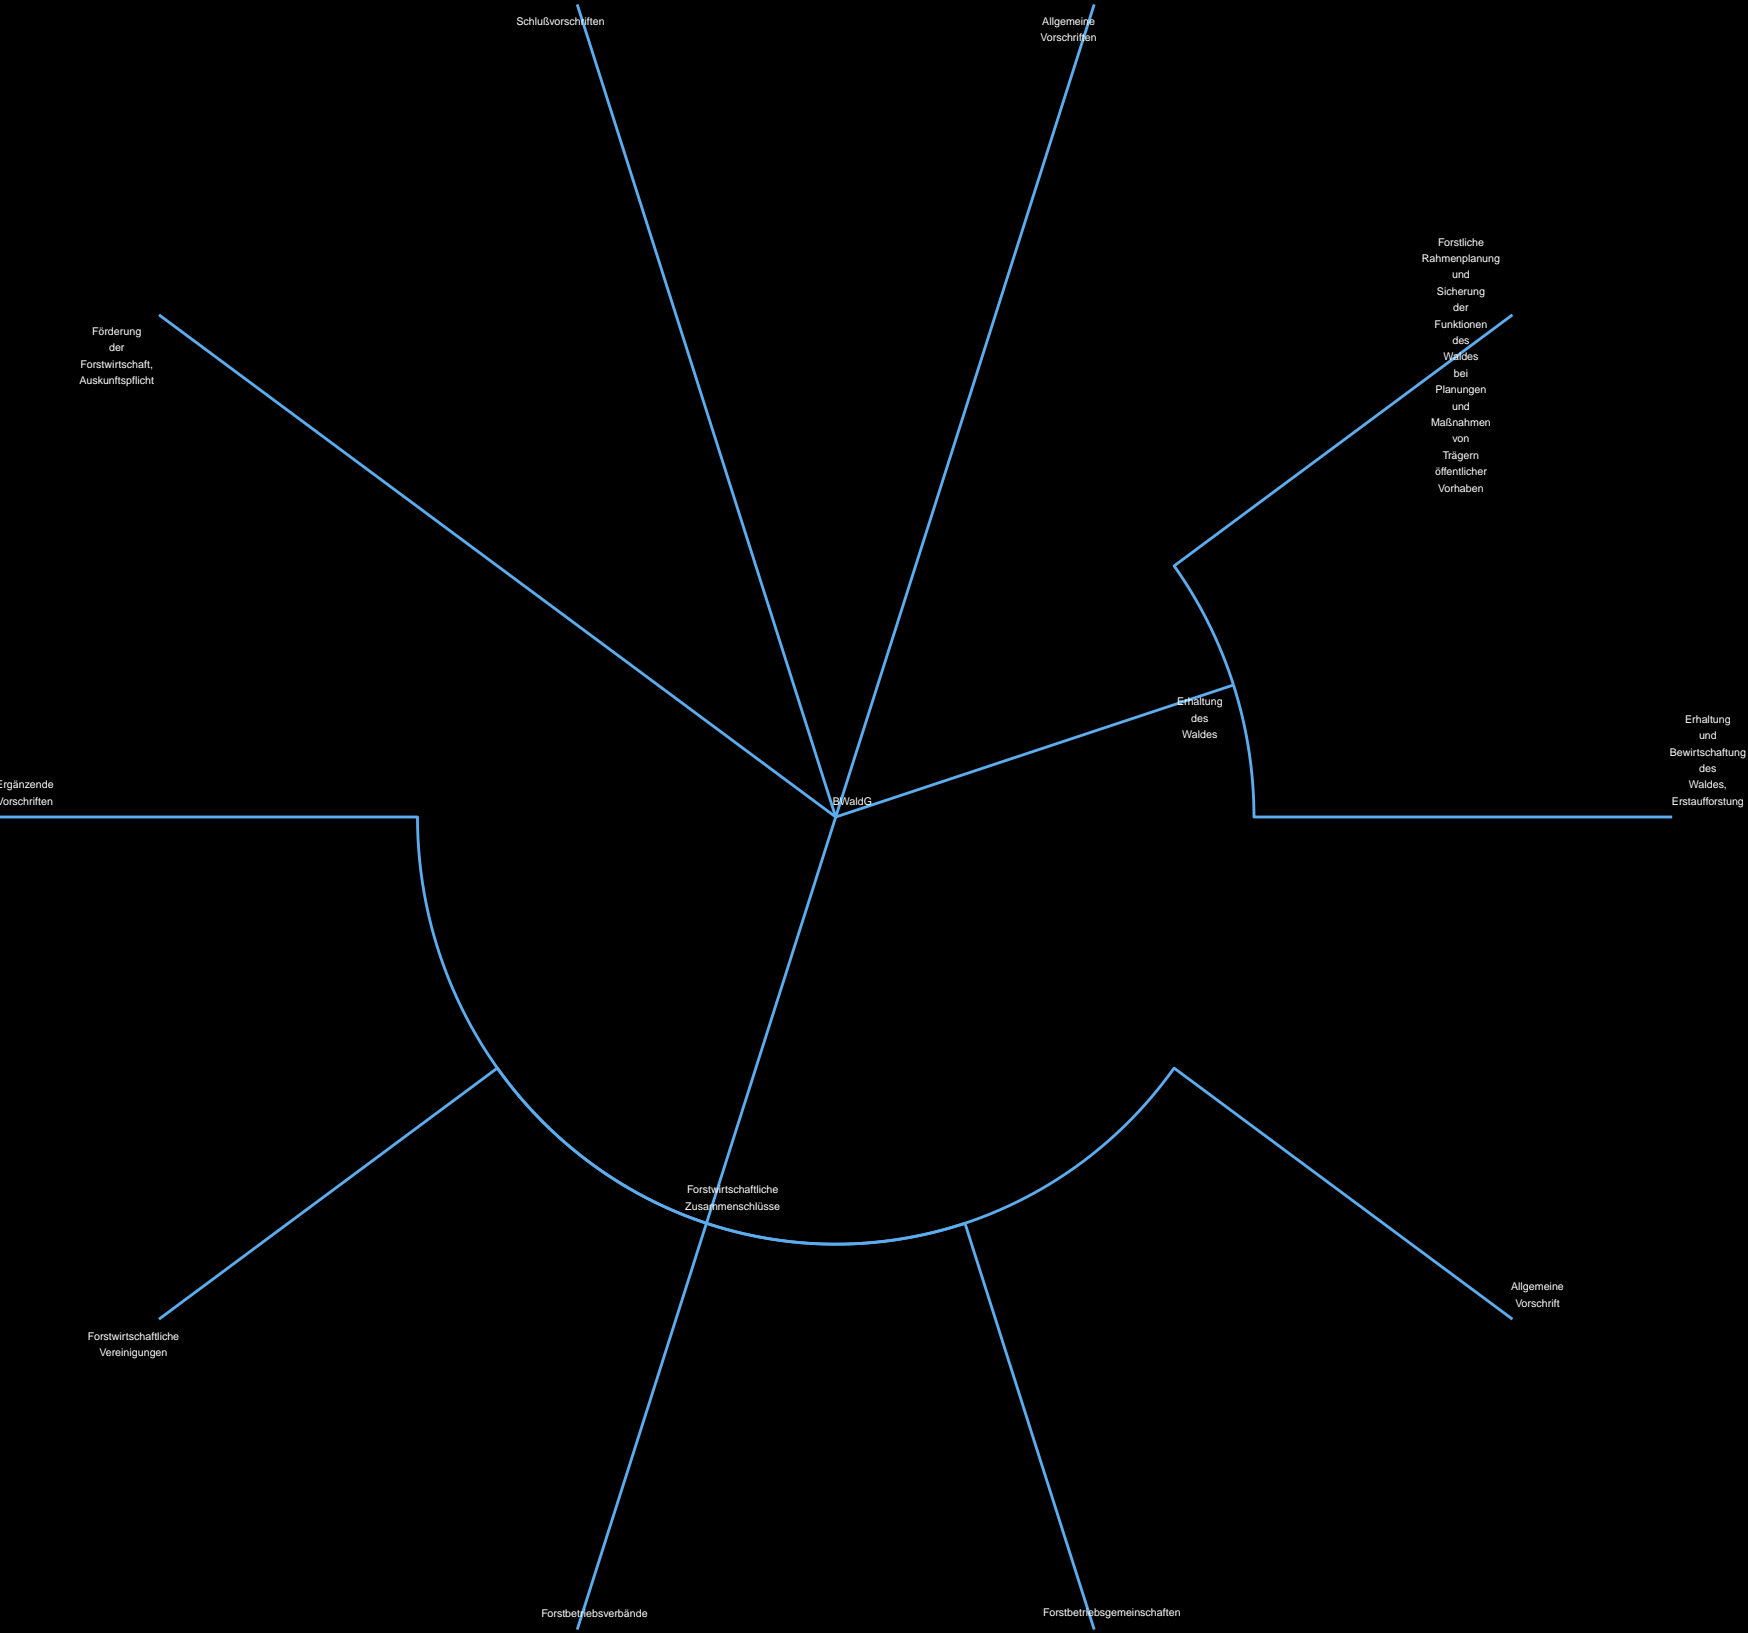 Schlußvorschriften
Allgemeine
Vorschriften
Forstliche
Rahmenplanung
und
Sicherung
der
Funktionen
des
Waldes
bei
Planungen
und
Maßnahmen
von
Trägern
öffentlicher
Vorhaben
Förderung
der
Forstwirtschaft,
Auskunftspflicht
Erhaltung
des
Waldes
Erhaltung
und
Bewirtschaftung
des
Waldes,
Erstaufforstung
Ergänzende
Vorschriften
BWaldG
Forstwirtschaftliche
Zusammenschlüsse
Allgemeine
Vorschrift
Forstwirtschaftliche
Vereinigungen
Forstbetriebsverbände
Forstbetriebsgemeinschaften